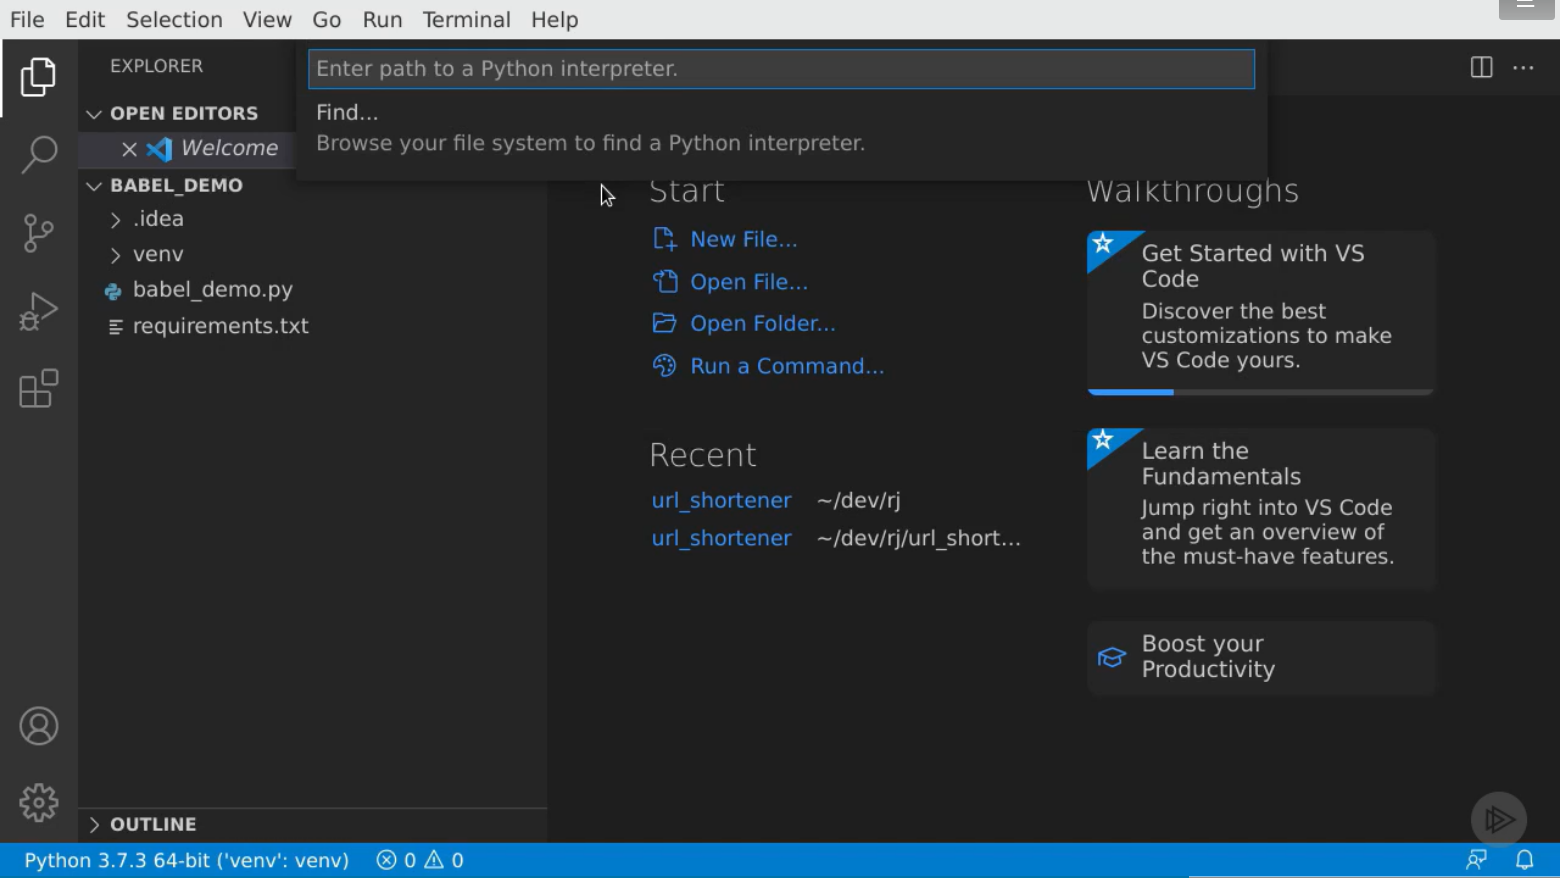 File Edit Selection View Go Run Terminal Help
EXPLORER
Enter path to a Python interpreter.
Find...
Browse your file system to find a Python interpreter.
OPEN EDITORS
Welcome
BABEL_DEMO
.idea
venv
babel_demo.py
requirements.txt
OUTLINE
Start
New File...
Open File...
Open Folder...
Run a Command...
Recent
url_shortener ~/dev/rj
url_shortener ~/dev/rj/url_short...
Walkthroughs
Get Started with VS
Code
Discover the best
customizations to make
VS Code yours.
Learn the
Fundamentals
Jump right into VS Code
and get an overview of
the must-have features.
Boost your
Productivity
Python 3.7.3 64-bit ('venv': venv) 0 0